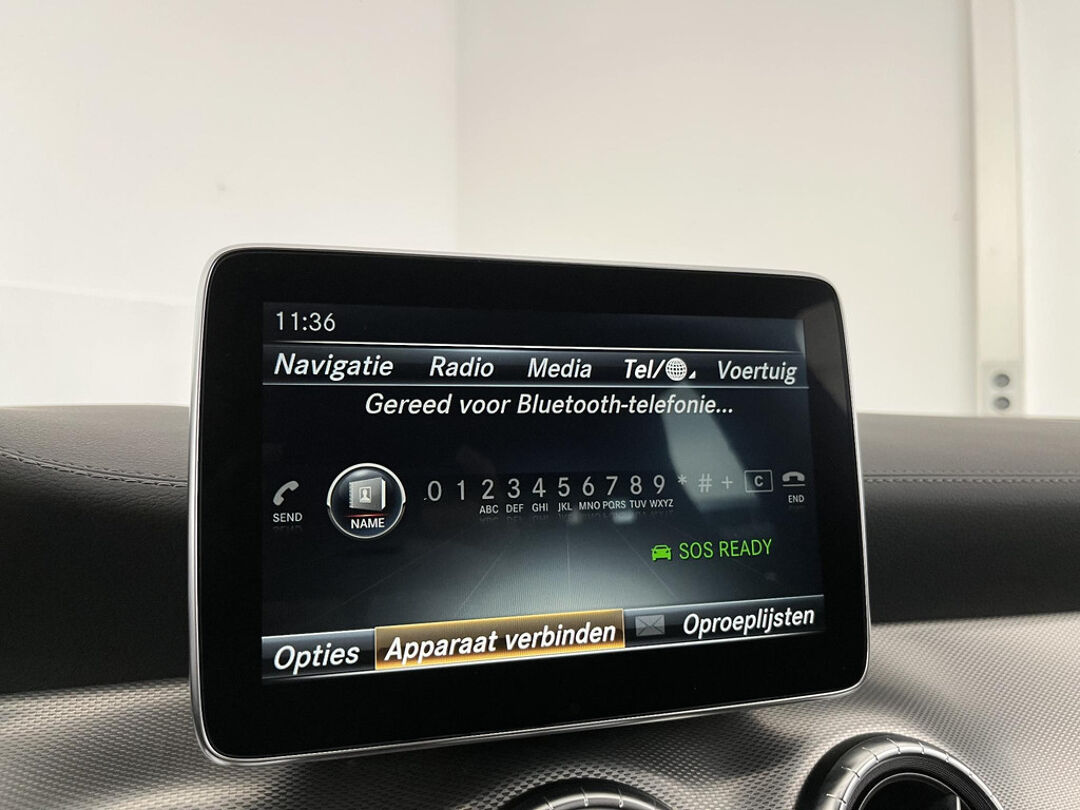 11:36
Navigatie Radio Media Tel/ Voertuig
Gereed voor Bluetooth-telefonie...
0 1 2 3 4 5 6 7 8 9 * # + C
ABC DEF GHI JKL MNO PQRS TUV WXYZ
SEND NAME END
SOS READY
Opties Apparaat verbinden Oproeplijsten